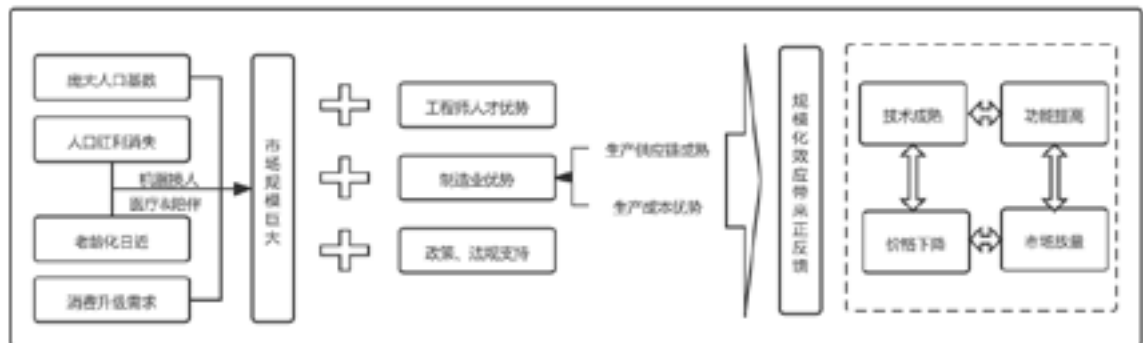 庞大人口基数
人口红利消失
机器换人
医疗&陪伴
老龄化日近
消费升级需求
市场规模巨大
工程师人才优势
制造业优势
政策、法规支持
生产供应链成熟
生产成本优势
规模化效应带来正反馈
技术成熟
功能提高
价格下降
市场放量